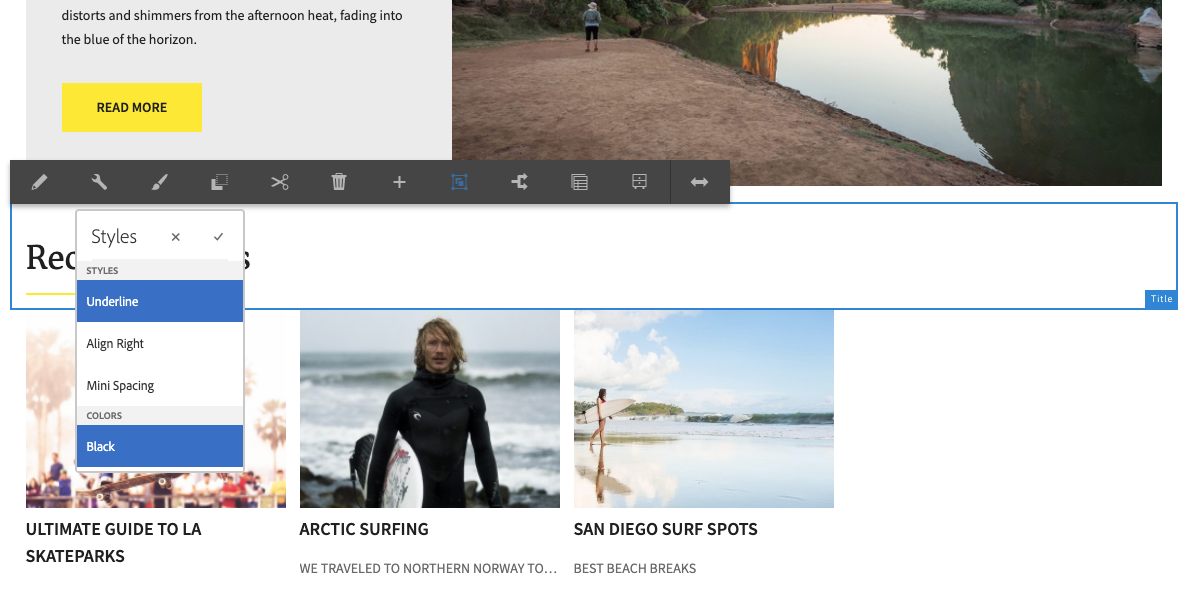 distorts and shimmers from the afternoon heat, fading into
the blue of the horizon.
READ MORE
Styles
Rec s
STYLES
Underline
Title
Align Right
Mini Spacing
COLORS
Black
ULTIMATE GUIDE TO LA
SKATEPARKS
ARCTIC SURFING
WE TRAVELED TO NORTHERN NORWAY TO...
SAN DIEGO SURF SPOTS
BEST BEACH BREAKS